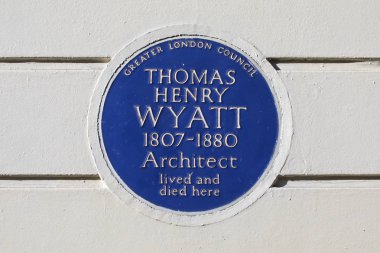 GREATER LONDON COUNCIL
THOMAS
HENRY
WYATT
1807-1880
Architect
lived and
died here